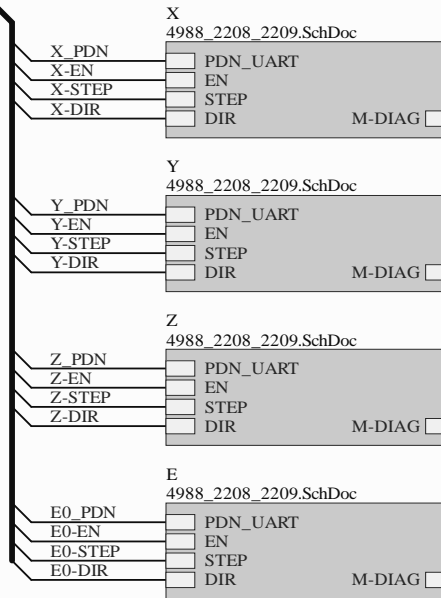 X
4988_2208_2209.SchDoc
X_PDN PDN_UART
X-EN EN
X-STEP STEP
X-DIR DIR M-DIAG
Y
4988_2208_2209.SchDoc
Y_PDN PDN_UART
Y-EN EN
Y-STEP STEP
Y-DIR DIR M-DIAG
Z
4988_2208_2209.SchDoc
Z_PDN PDN_UART
Z-EN EN
Z-STEP STEP
Z-DIR DIR M-DIAG
E
4988_2208_2209.SchDoc
E0_PDN PDN_UART
E0-EN EN
E0-STEP STEP
E0-DIR DIR M-DIAG